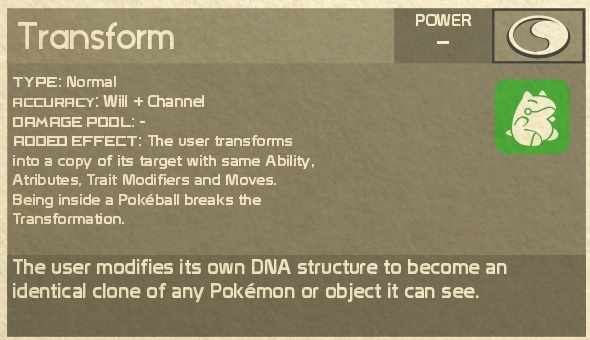 Transform
POWER
–
TYPE: Normal
ACCURACY: Will + Channel
DAMAGE POOL: -
ADDED EFFECT: The user transforms
into a copy of its target with same Ability,
Atributes, Trait Modifiers and Moves.
Being inside a Pokéball breaks the
Transformation.
The user modifies its own DNA structure to become an
identical clone of any Pokémon or object it can see.